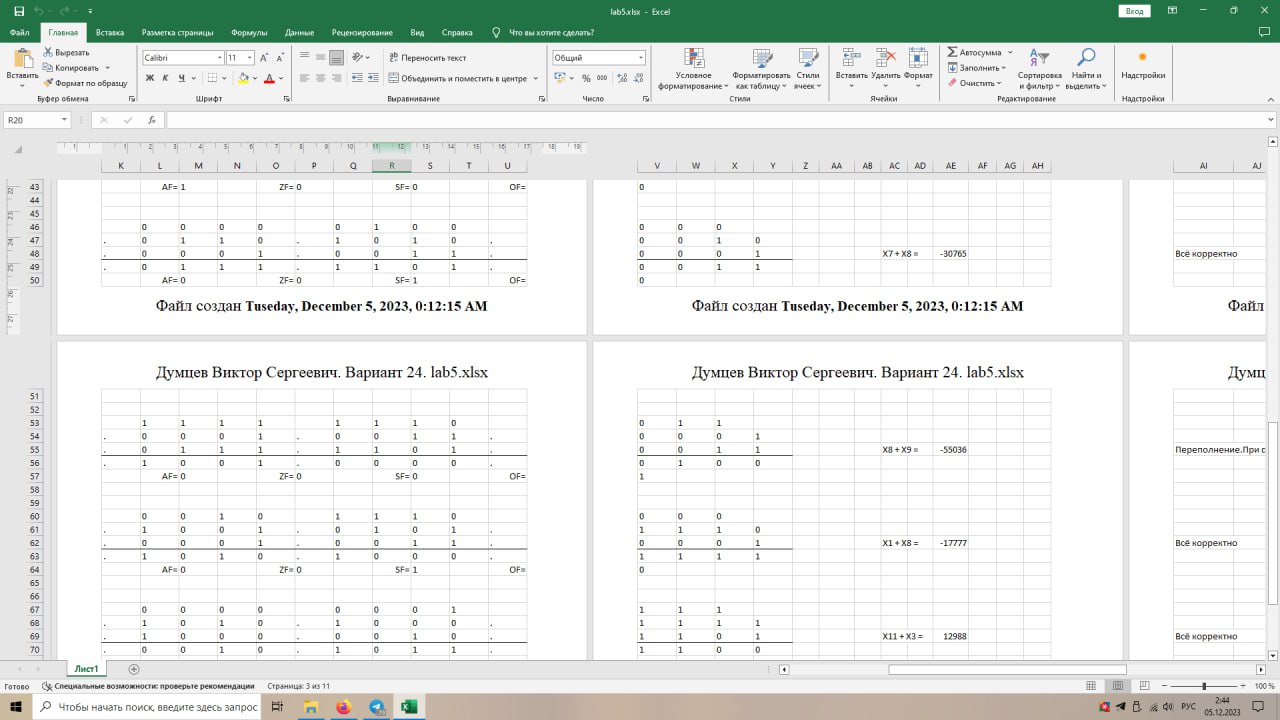 lab5.xlsx - Excel
Вход
Файл Главная Вставка Разметка страницы Формулы Данные Рецензирование Вид Справка Что вы хотите сделать?
Вставить
Вырезать
Копировать
Формат по образцу
Буфер обмена
Calibri 11
Ж К Ч
Шрифт
Переносить текст
Объединить и поместить в центре
Выравнивание
Общий
% 000
Число
Условное форматирование
Форматировать как таблицу
Стили ячеек
Стили
Вставить Удалить Формат
Ячейки
Автосумма
Заполнить
Очистить
Сортировка и фильтр
Найти и выделить
Редактирование
Надстройки
Надстройки
R20
K L M N O P Q R S T U V W X Y Z AA AB AC AD AE AF AG AH AI AJ
43 AF= 1 ZF= 0 SF= 0 OF= 0
44
45
46 0 0 0 0 0 1 0 0 0 0 0
47 . 0 1 1 0 . 1 0 1 0 . 0 0 1 0
48 . 0 0 0 1 . 0 0 1 1 . 0 0 0 1 X7 + X8 = -30765 Всё корректно
49 . 0 1 1 1 . 1 1 0 1 . 0 0 1 1
50 AF= 0 ZF= 0 SF= 1 OF= 0
Файл создан Tuseday, December 5, 2023, 0:12:15 AM
Файл создан Tuseday, December 5, 2023, 0:12:15 AM
Файл
Думцев Виктор Сергеевич. Вариант 24. lab5.xlsx
Думцев Виктор Сергеевич. Вариант 24. lab5.xlsx
Думц
51
52
53 1 1 1 1 1 1 1 0 0 1 1
54 . 0 0 0 1 . 0 0 1 1 . 0 0 0 1
55 . 0 1 1 1 . 0 1 1 1 . 0 0 1 1 X8 + X9 = -55036 Переполнение.При
56 . 1 0 0 0 . 1 0 1 1 . 0 1 0 0
57 AF= 0 ZF= 0 SF= 0 OF= 1
58
59
60 0 0 1 0 1 1 1 0 0 0 0
61 . 1 0 0 1 . 0 1 0 1 . 1 1 1 0
62 . 0 0 0 1 . 0 0 1 1 . 0 0 0 1 X1 + X8 = -17777 Всё корректно
63 . 1 0 1 0 . 1 0 0 0 . 1 1 1 1
64 AF= 0 ZF= 0 SF= 1 OF= 0
65
66
67 0 0 0 0 0 0 0 1 1 1 1
68 . 1 0 1 0 . 0 1 0 0 . 1 1 0 1
69 . 1 0 0 0 . 0 0 1 0 . 1 1 1 1 X11 + X3 = 12988 Всё корректно
70
Лист1
Готово Специальные возможности: проверьте рекомендации Страница: 3 из 11 100 %
Чтобы начать поиск, введите здесь запрос
РУС
2:44
05.12.2023